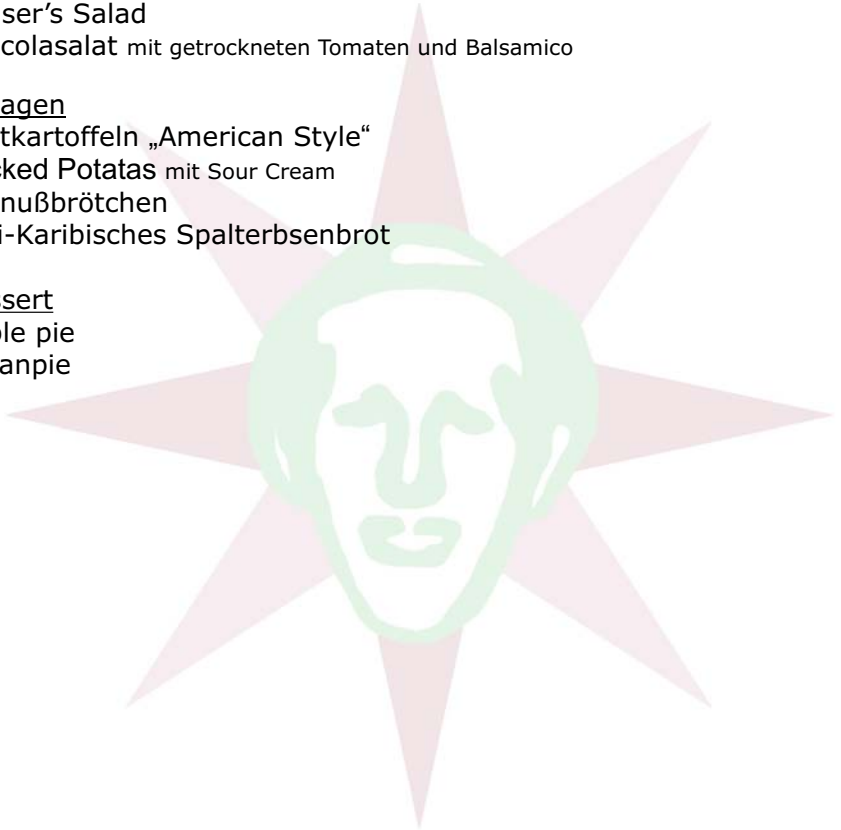 ser’s Salad
colasalat mit getrockneten Tomaten und Balsamico
agen
tkartoffeln „American Style“
cked Potatas mit Sour Cream
nußbrötchen
i-Karibisches Spalterbsenbrot
sert
le pie
anpie